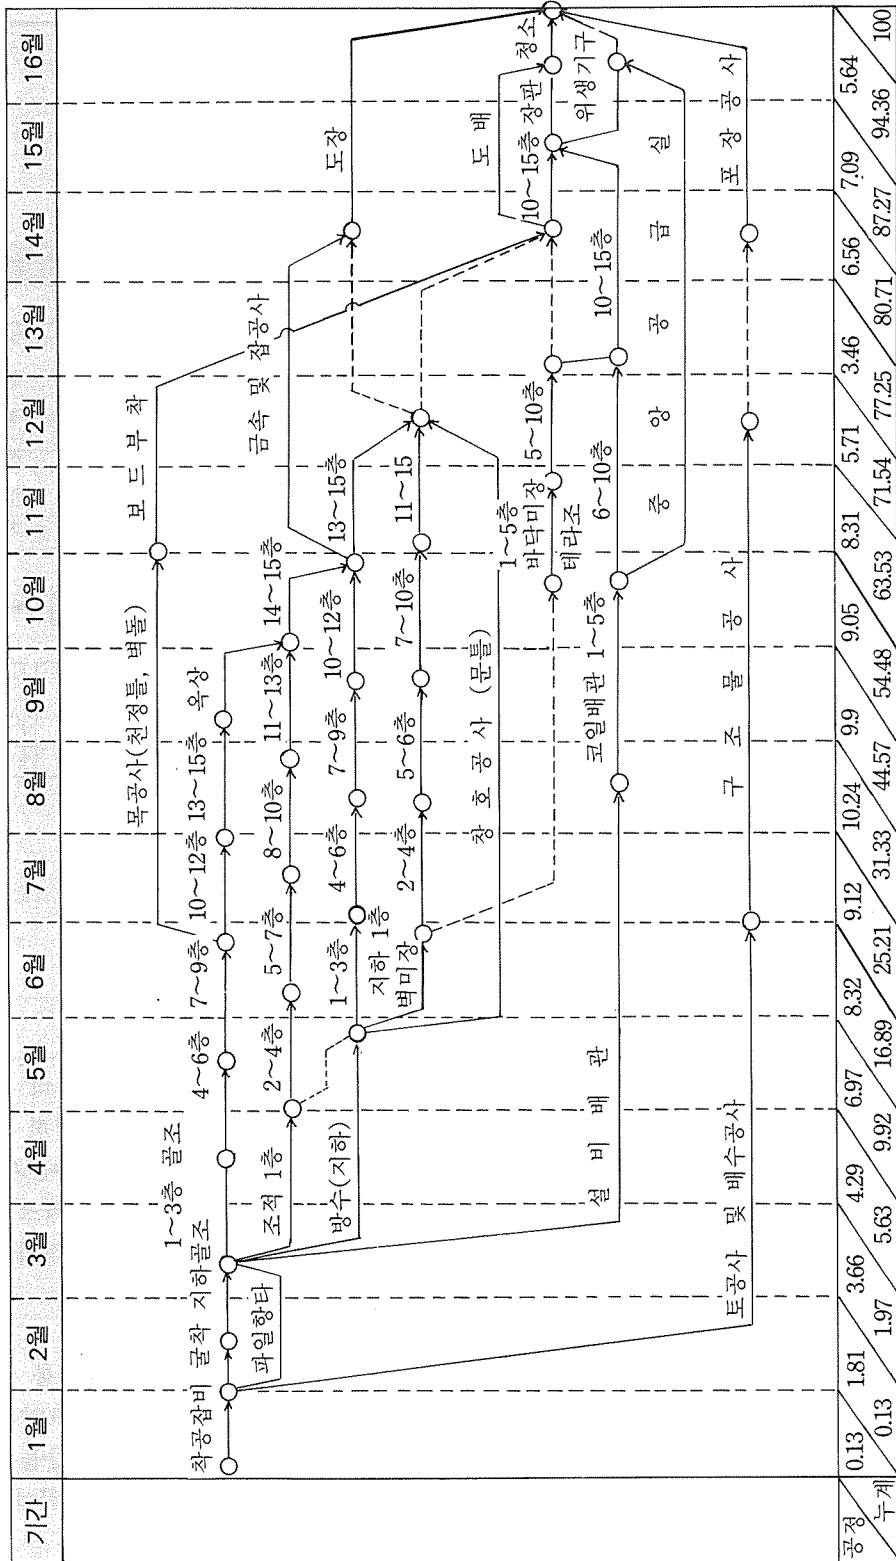 기간 1월 2월 3월 4월 5월 6월 7월 8월 9월 10월 11월 12월 13월 14월 15월 16월
목공사(천정틀, 벽돌) 보드 부착
착공잡비 굴착 지하골조 1~3층 골조 4~6층 7~9층 10~12층 13~15층 옥상
파일항타
조적 1층 2~4층 5~7층 8~10층 11~13층 14~15층 금속 및 잡공사 도장
방수(지하) 1~3층 4~6층 7~9층 10~12층 13~15층
지하 1층
벽미장 2~4층 5~6층 7~10층 11~15
창호 공사 (문틀)
1~5층
바닥미장
테라조
5~10층 도배
10~15층 장판 청소
설비배관 코일배관 1~5층 6~10층 10~15층 위생기구
중앙공급실
토공사 및 배수공사 구조물 공사 포장공사
공정 0.13 1.81 3.66 4.29 6.97 8.32 9.12 10.24 9.9 9.05 8.31 5.71 3.46 6.56 7.09 5.64
누계 0.13 1.97 5.63 9.92 16.89 25.21 31.33 44.57 54.48 63.53 71.54 77.25 80.71 87.27 94.36 100